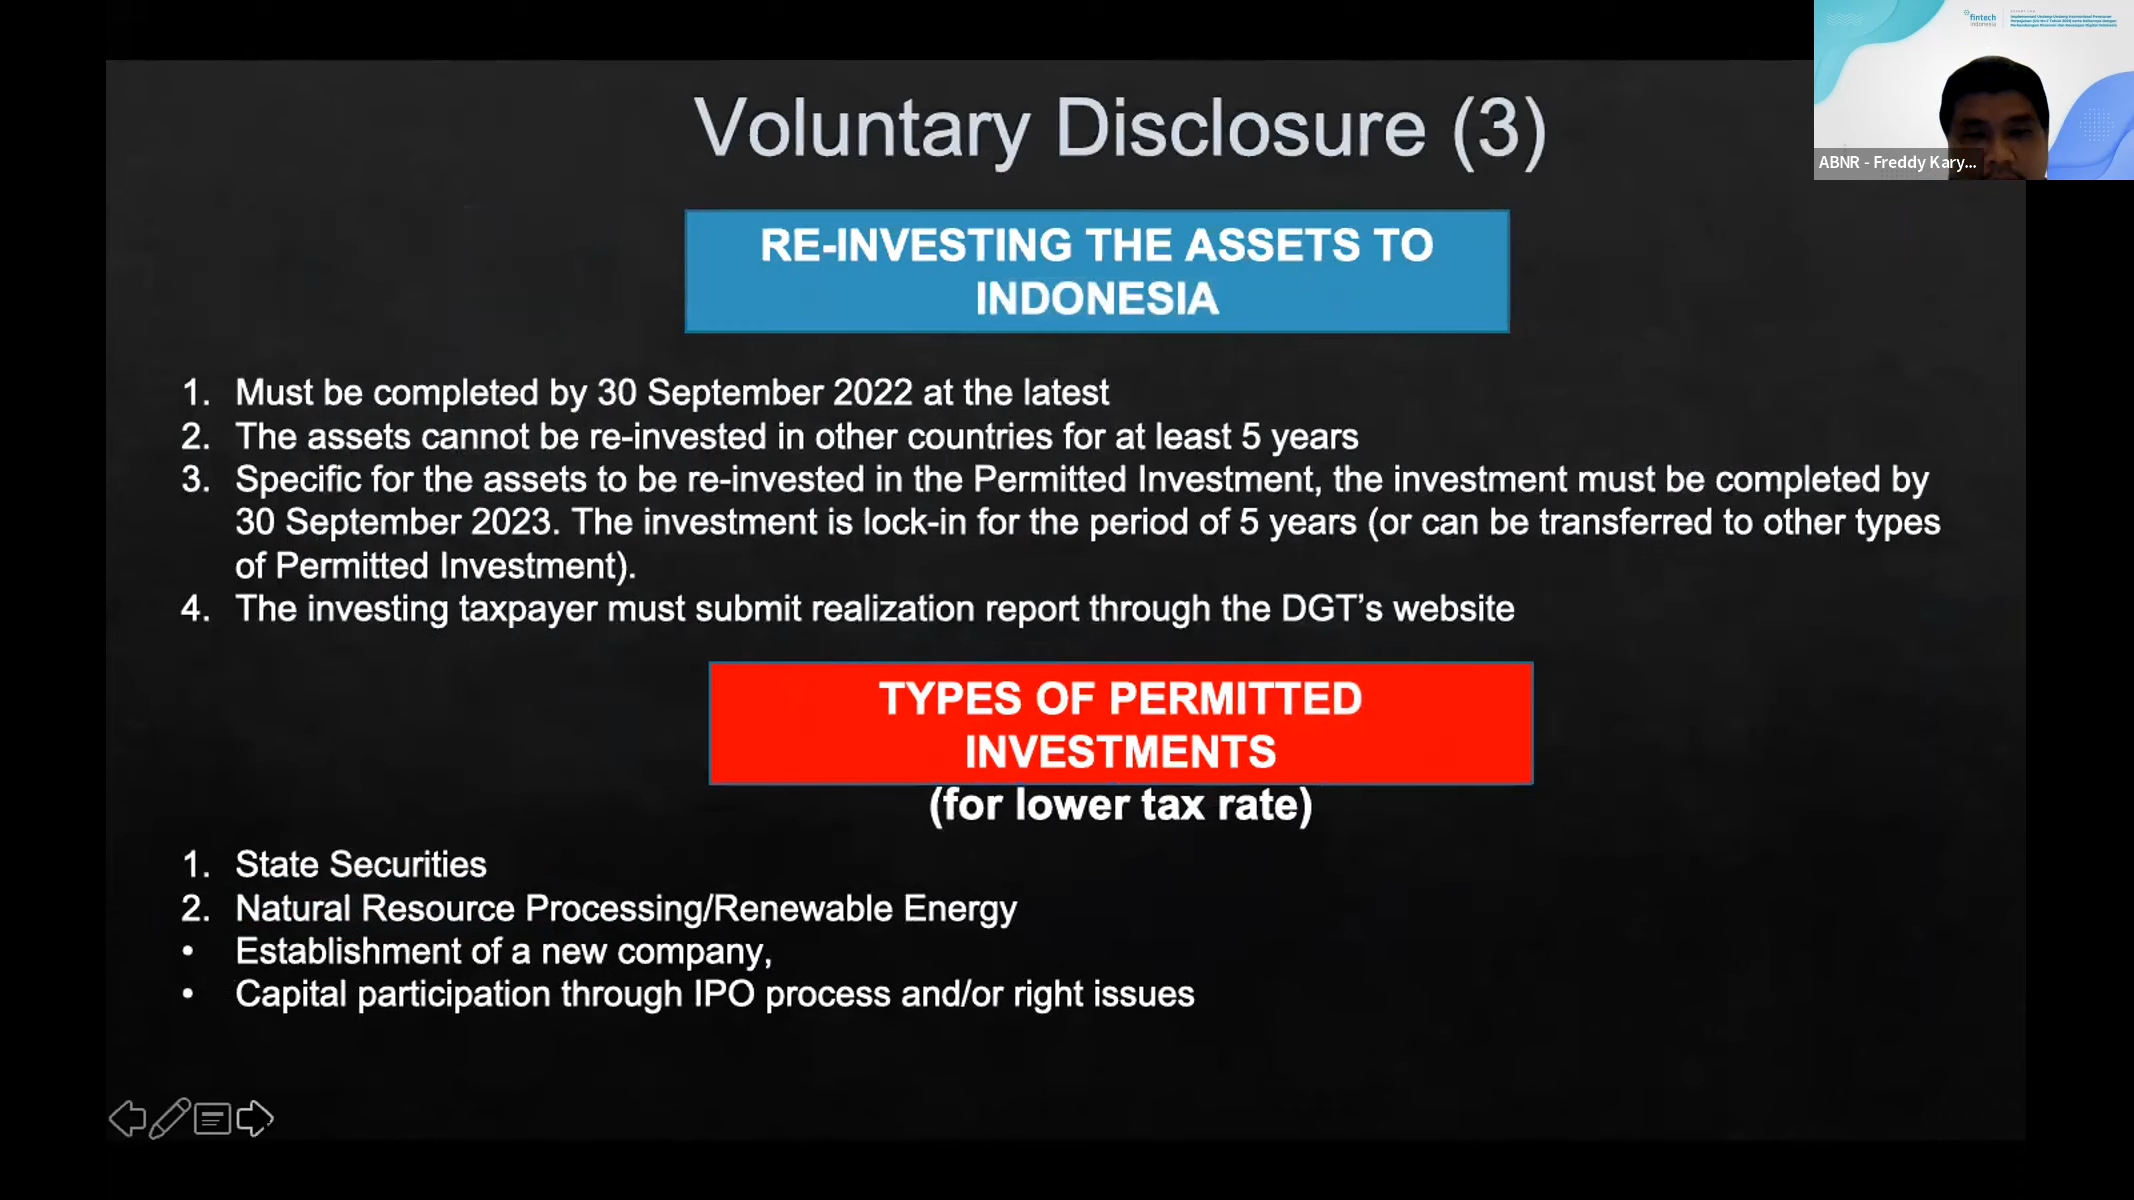 Voluntary Disclosure (3)
fintech
indonesia
ABNR - Freddy Kary...
RE-INVESTING THE ASSETS TO
INDONESIA
1. Must be completed by 30 September 2022 at the latest
2. The assets cannot be re-invested in other countries for at least 5 years
3. Specific for the assets to be re-invested in the Permitted Investment, the investment must be completed by
30 September 2023. The investment is lock-in for the period of 5 years (or can be transferred to other types
of Permitted Investment).
4. The investing taxpayer must submit realization report through the DGT’s website
TYPES OF PERMITTED
INVESTMENTS
(for lower tax rate)
1. State Securities
2. Natural Resource Processing/Renewable Energy
• Establishment of a new company,
• Capital participation through IPO process and/or right issues